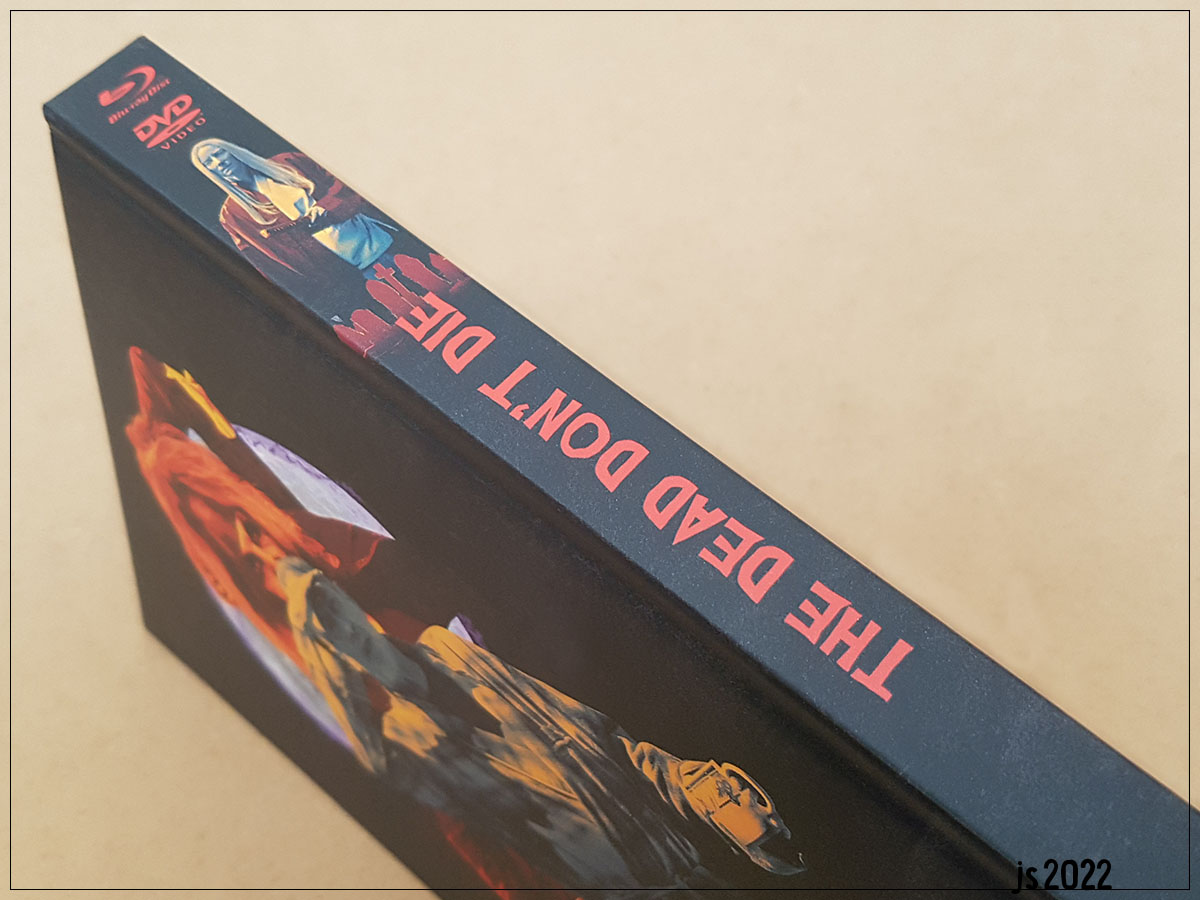 Blu-ray Disc
DVD
VIDEO
THE DEAD DON'T DIE
js 2022